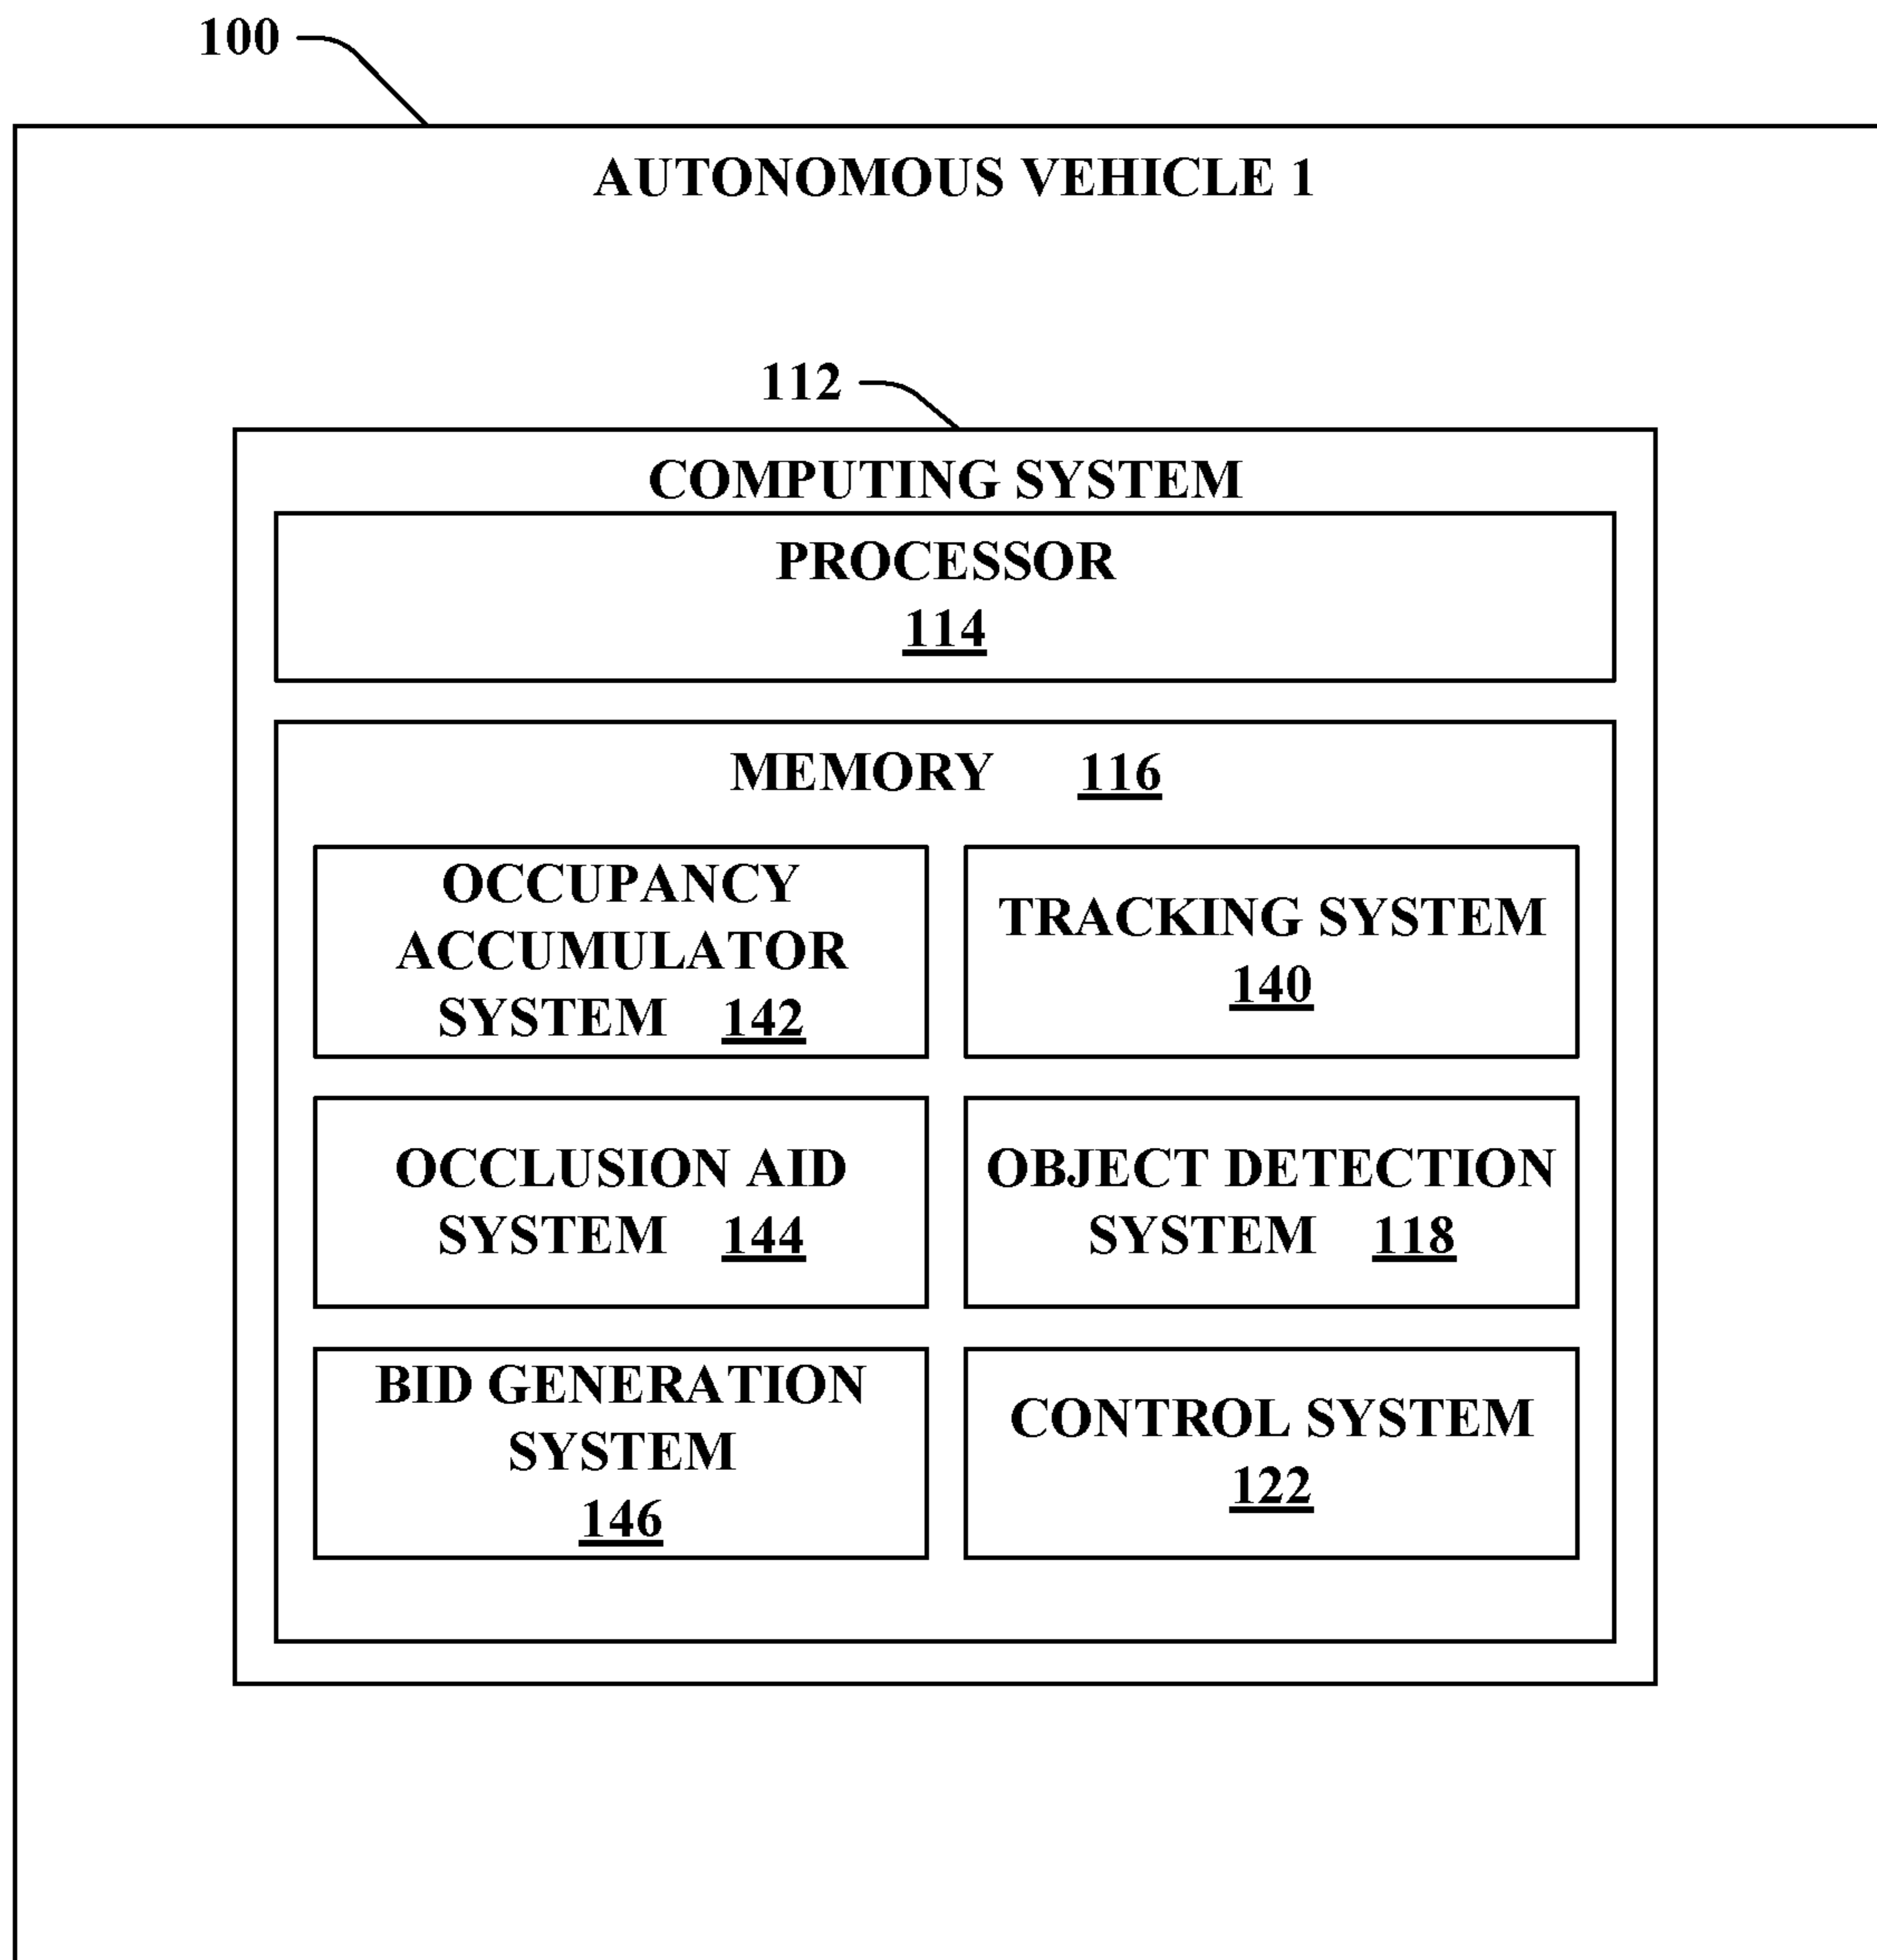 100
AUTONOMOUS VEHICLE 1
112
COMPUTING SYSTEM
PROCESSOR
114
MEMORY 116
OCCUPANCY
ACCUMULATOR
SYSTEM 142
TRACKING SYSTEM
140
OCCLUSION AID
SYSTEM 144
OBJECT DETECTION
SYSTEM 118
BID GENERATION
SYSTEM
146
CONTROL SYSTEM
122